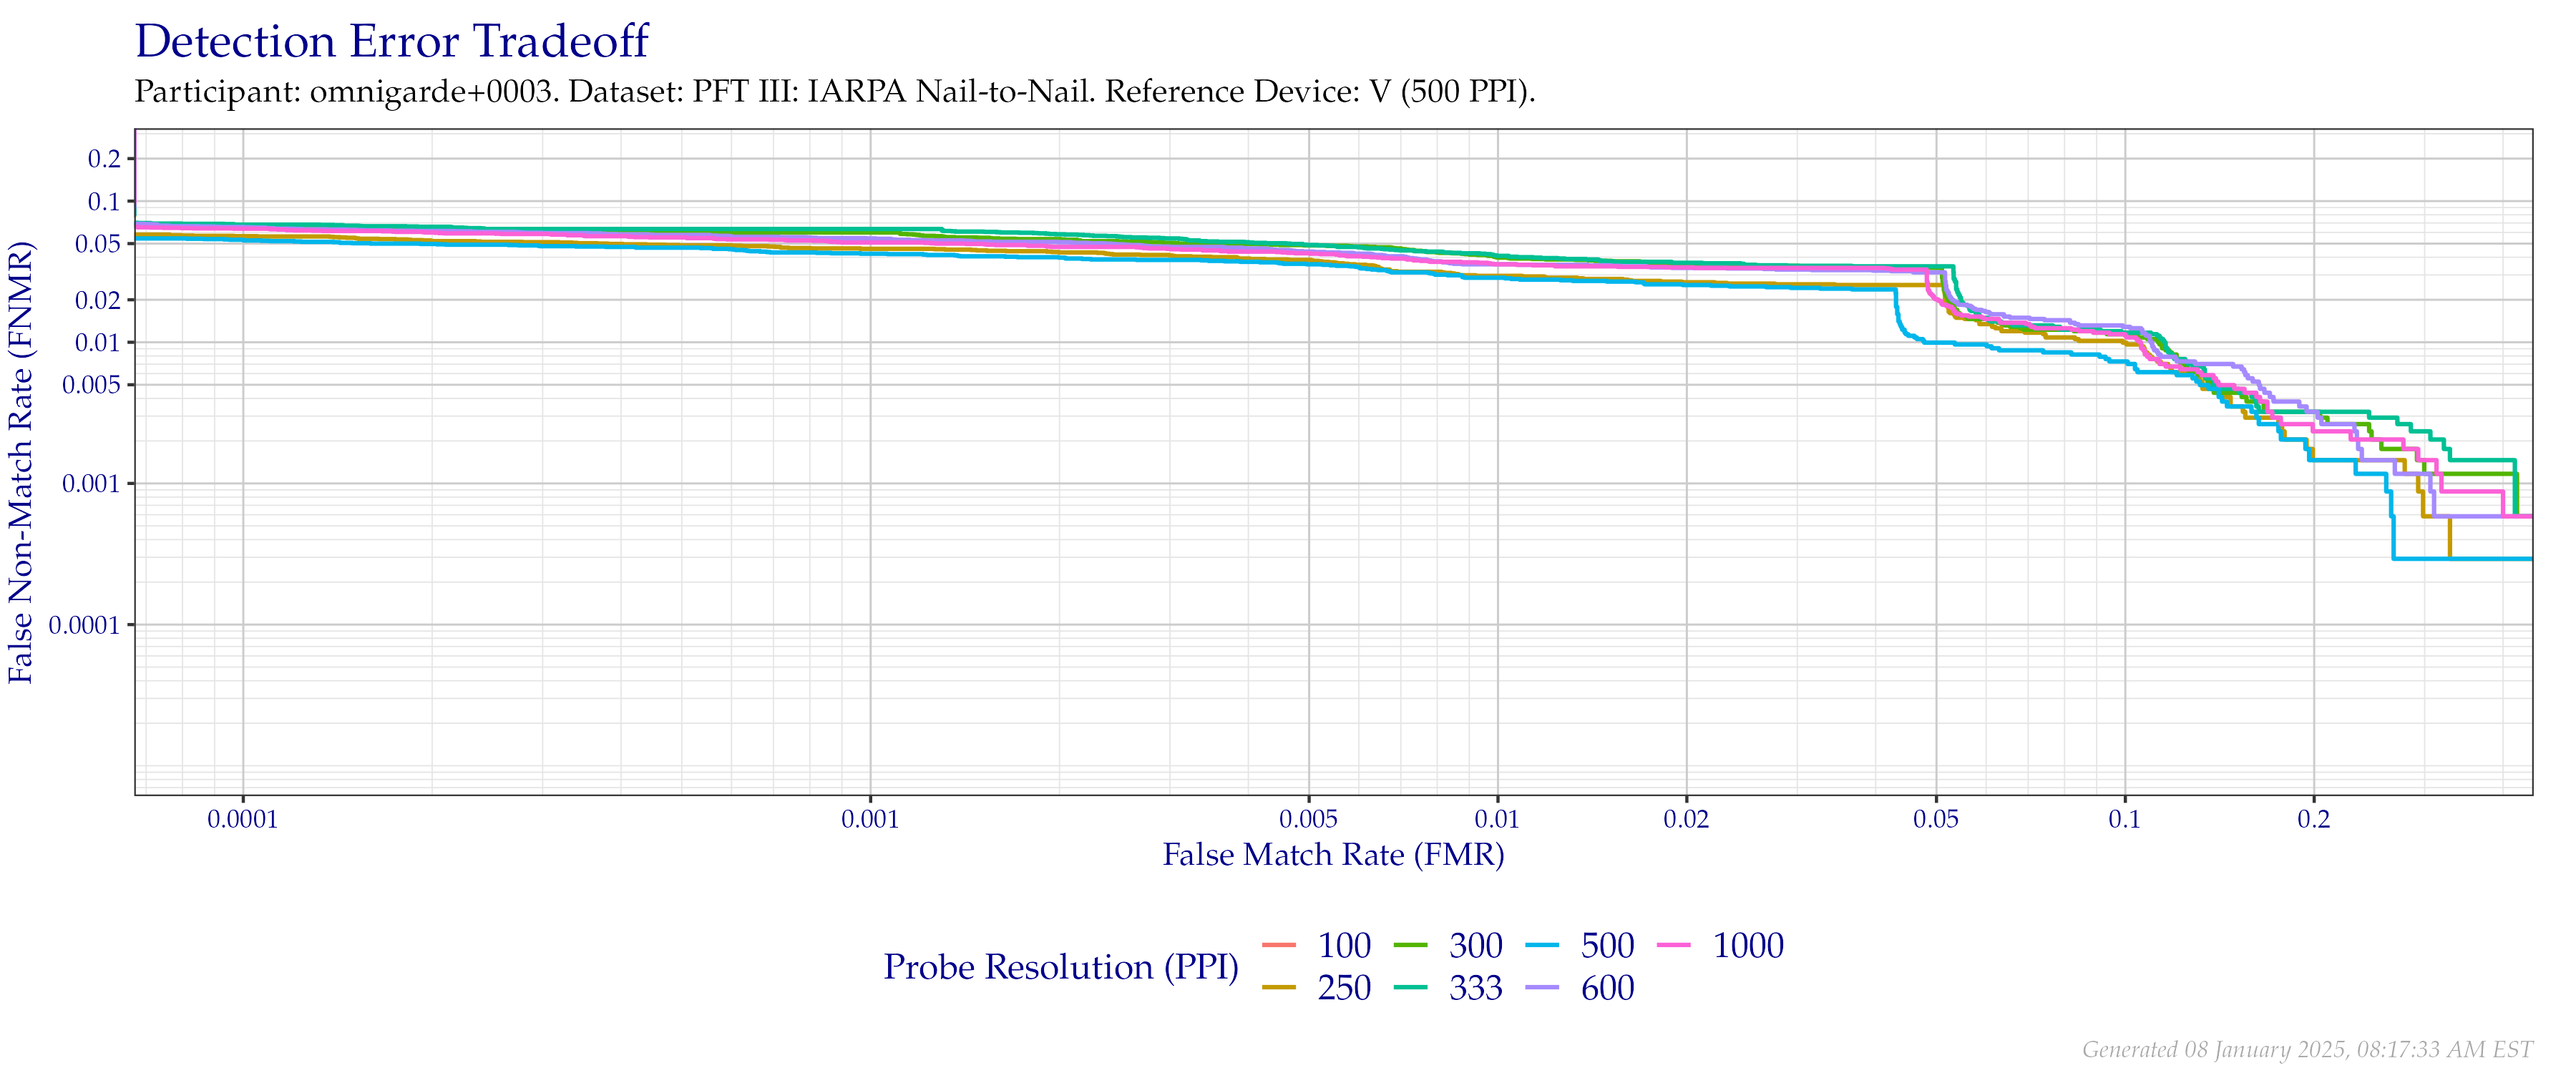 Detection Error Tradeoff
Participant: omnigarde+0003. Dataset: PFT III: IARPA Nail-to-Nail. Reference Device: V (500 PPI).
False Non-Match Rate (FNMR)
0.2
0.1
0.05
0.02
0.01
0.005
0.001
0.0001
0.0001 0.001 0.005 0.01 0.02 0.05 0.1 0.2
False Match Rate (FMR)
Probe Resolution (PPI)
100 300 500 1000
250 333 600
Generated 08 January 2025, 08:17:33 AM EST